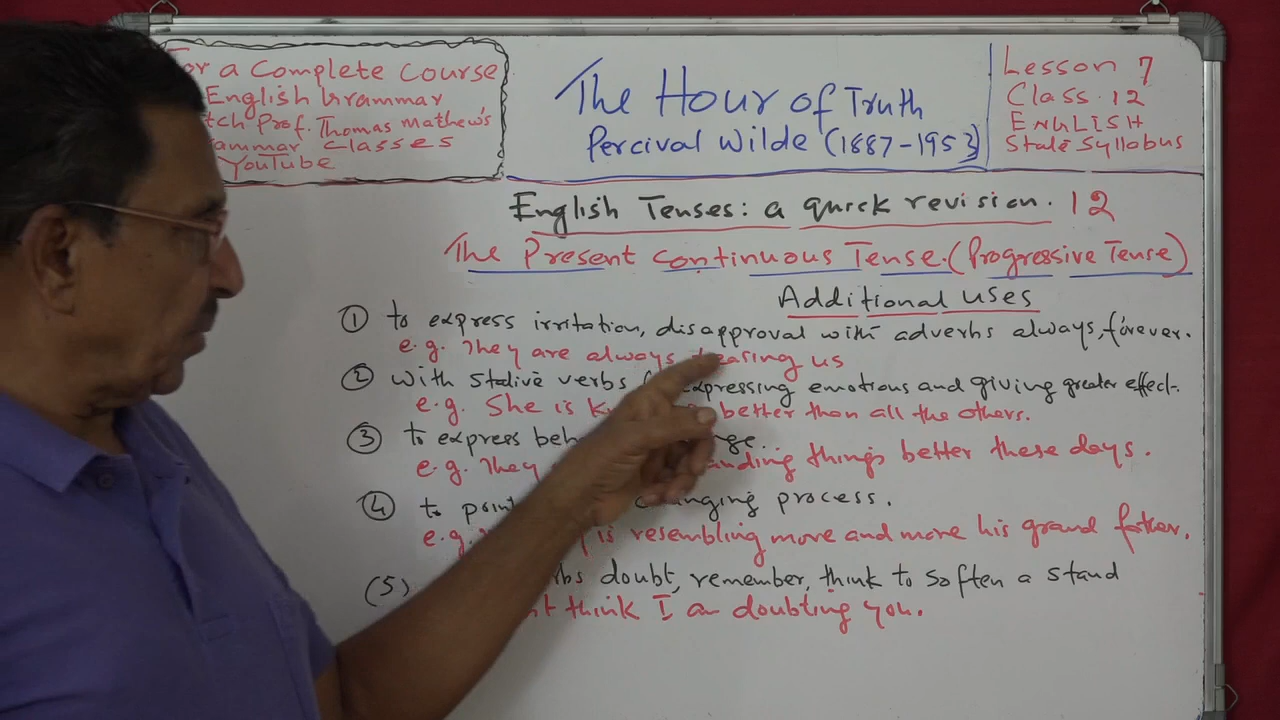 For a Complete Course
English Grammar
Prof. Thomas Mathew's
Classes
YouTube
The Hour of Truth
Percival Wilde (1887-1953)
Lesson 7
Class. 12
ENGLISH
State Syllabus
English Tenses: a quick revision. 12
The Present Continuous Tense. (Progressive Tense)
Additional uses
① to express irritation, disapproval with adverbs always, forever.
e.g. They are always teasing us
② with stative verbs expressing emotions and giving greater effect.
e.g. She is better than all the others.
③ to express
e.g. They things better these days.
④ to process.
e.g. is resembling more and more his grand father.
(5) doubt, remember, think to soften a stand
think I am doubting you.